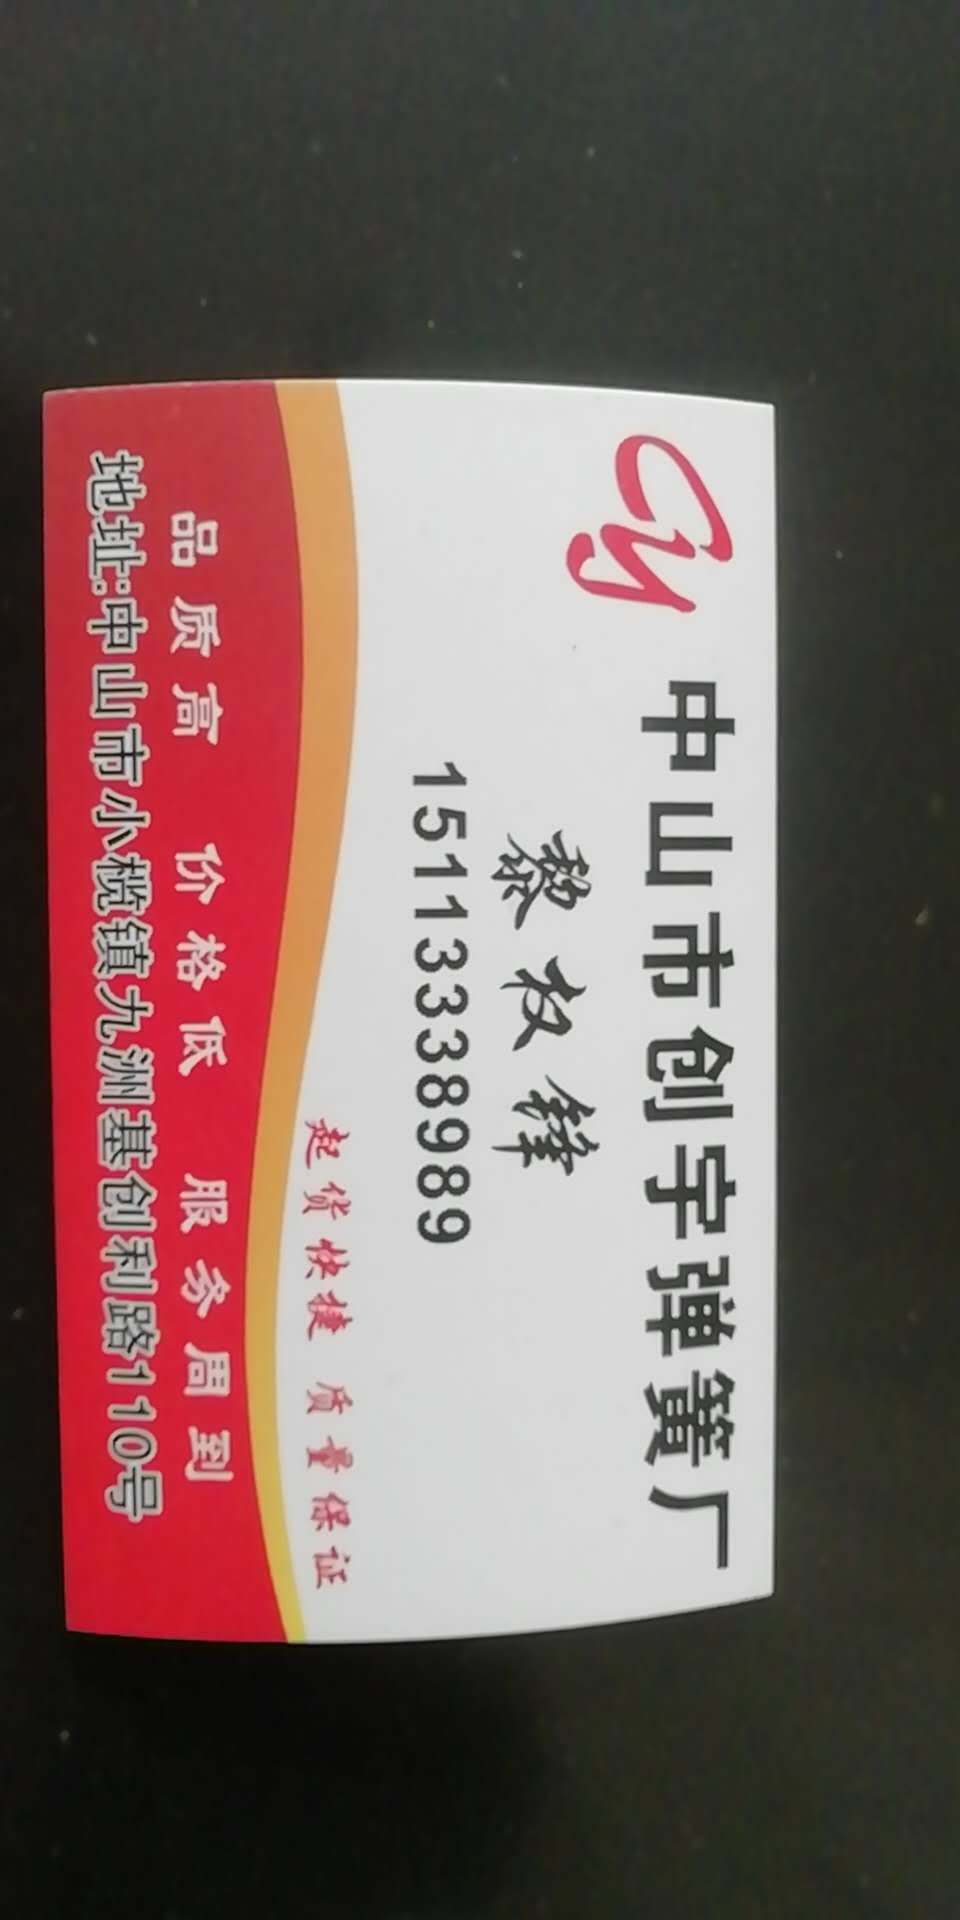 Cy 中山市创宇弹簧厂
黎权锋
15113338989
起货快捷 质量保证
品质高 价格低 服务周到
地址:中山市小榄镇九洲基创利路110号